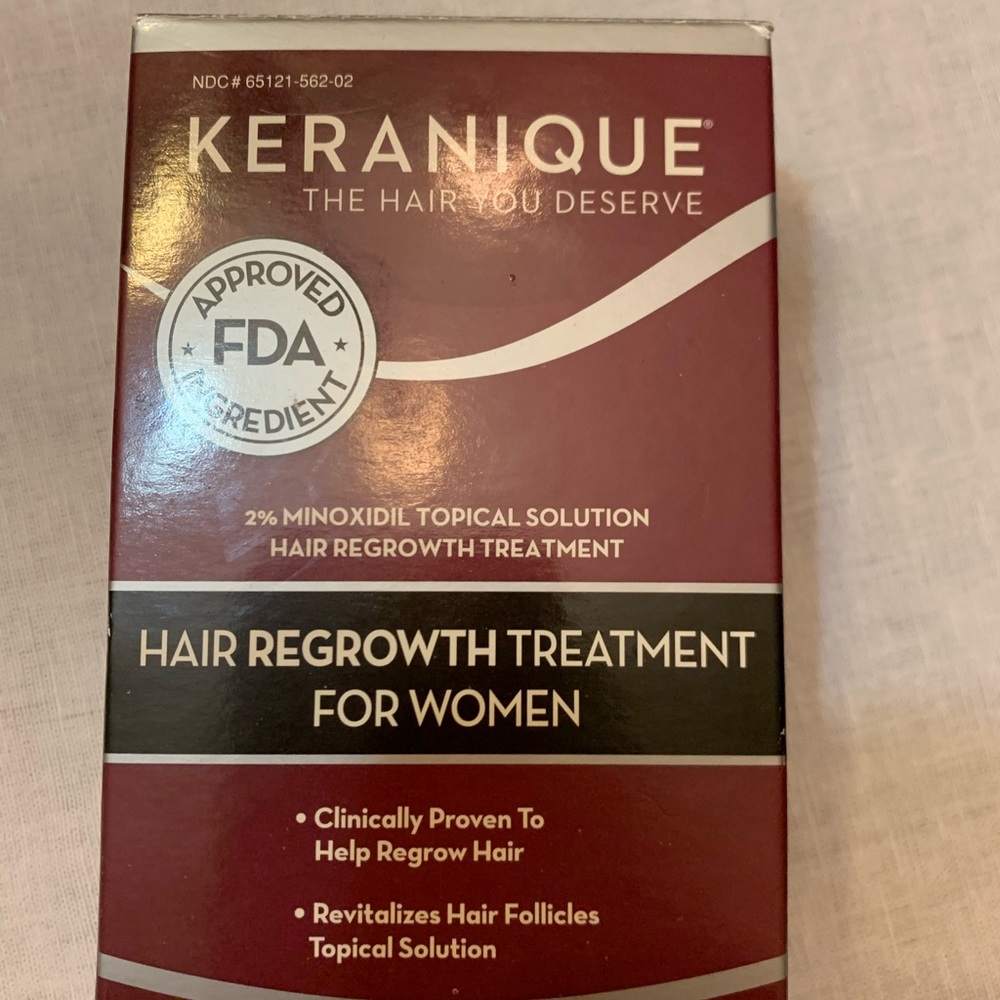 NDC# 65121-562-02
KERANIQUE®
THE HAIR YOU DESERVE
APPROVED
FDA
INGREDIENT
2% MINOXIDIL TOPICAL SOLUTION
HAIR REGROWTH TREATMENT
HAIR REGROWTH TREATMENT
FOR WOMEN
• Clinically Proven To
Help Regrow Hair
• Revitalizes Hair Follicles
Topical Solution